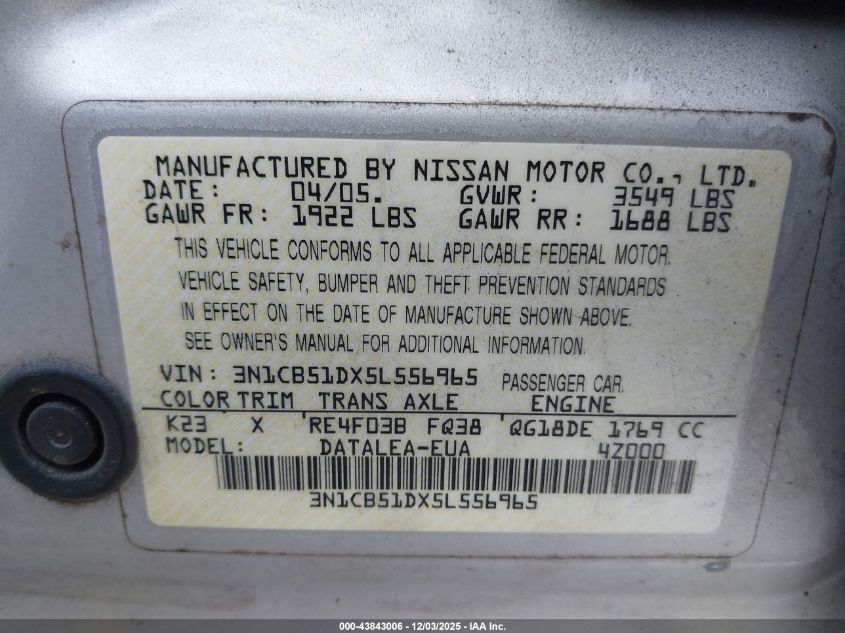 MANUFACTURED BY NISSAN MOTOR CO., LTD.
DATE: 04/05. GVWR: 3549 LBS
GAWR FR: 1922 LBS GAWR RR: 1688 LBS
THIS VEHICLE CONFORMS TO ALL APPLICABLE FEDERAL MOTOR.
VEHICLE SAFETY, BUMPER AND THEFT PREVENTION STANDARDS
IN EFFECT ON THE DATE OF MANUFACTURE SHOWN ABOVE.
SEE OWNER'S MANUAL FOR ADDITIONAL INFORMATION.
VIN: 3N1CB51DX5L556965 PASSENGER CAR.
COLOR TRIM TRANS AXLE ENGINE
K23 X RE4F03B FQ38 QG18DE 1769 CC
MODEL: DATALEA-EUA 4Z000
3N1CB51DX5L556965
000-43843006 - 12/03/2025 - IAA Inc.